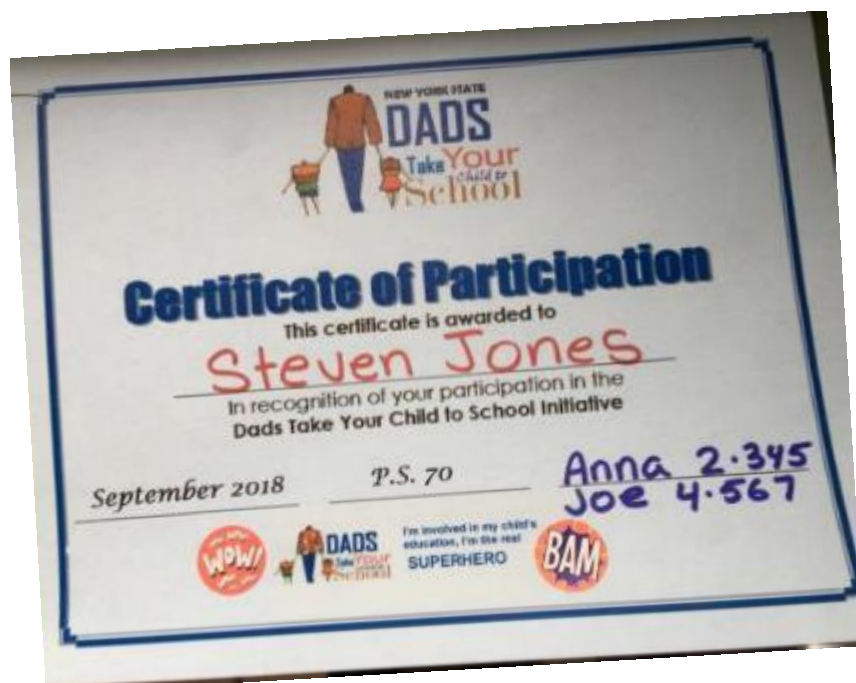 NEW YORK STATE
DADS
Take Your
Child to
School
Certificate of Participation
This certificate is awarded to
Steven Jones
In recognition of your participation in the
Dads Take Your Child to School Initiative
September 2018
P.S. 70
Anna 2.345
Joe 4.567
WOW!
DADS
Take Your
School
I'm involved in my child's
education, I'm the real
SUPERHERO
BAM